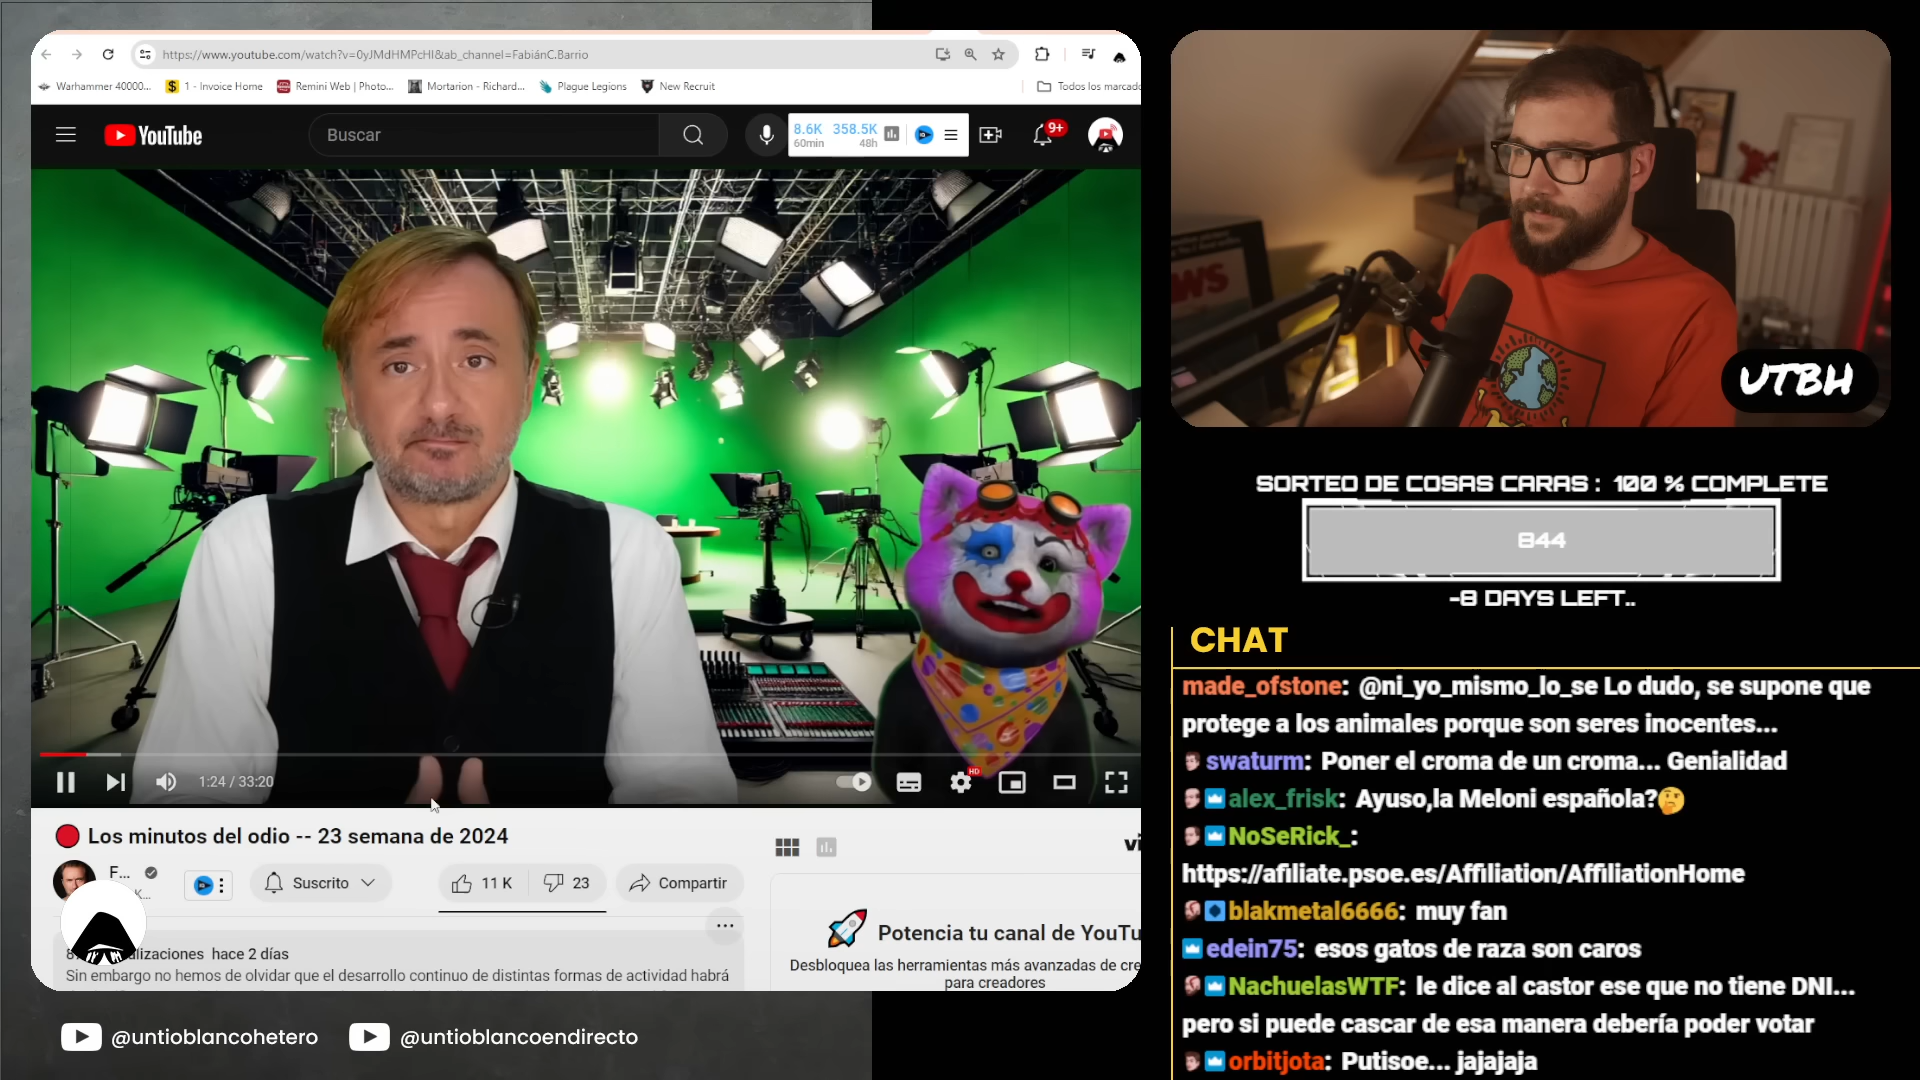 https://www.youtube.com/watch?v=0yJMdHMPcHI&ab_channel=FabiánC.Barrio
Warhammer 40000...
$ 1 - Invoice Home
Remini Web | Photo...
Mortarion - Richard...
Plague Legions
New Recruit
Todos los marcado
YouTube
Buscar
8.6K 358.5K
60min 48h
9+
1:24 / 33:20
HD
Los minutos del odio -- 23 semana de 2024
F...
Suscrito
11 K
23
Compartir
...
lizaciones hace 2 días
Sin embargo no hemos de olvidar que el desarrollo continuo de distintas formas de actividad habrá
vi
Potencia tu canal de YouTu
Desbloquea las herramientas más avanzadas de cre
para creadores
@untioblancohetero
@untioblancoendirecto
WS
UTBH
SORTEO DE COSAS CARAS : 100 % COMPLETE
844
-8 DAYS LEFT..
CHAT
made_ofstone: @ni_yo_mismo_lo_se Lo dudo, se supone que
protege a los animales porque son seres inocentes...
swaturm: Poner el croma de un croma... Genialidad
alex_frisk: Ayuso,la Meloni española?🤔
NoSeRick_:
https://afiliate.psoe.es/Affiliation/AffiliationHome
blakmetal6666: muy fan
edein75: esos gatos de raza son caros
NachuelasWTF: le dice al castor ese que no tiene DNI...
pero si puede cascar de esa manera debería poder votar
orbitjota: Putisoe... jajajaja